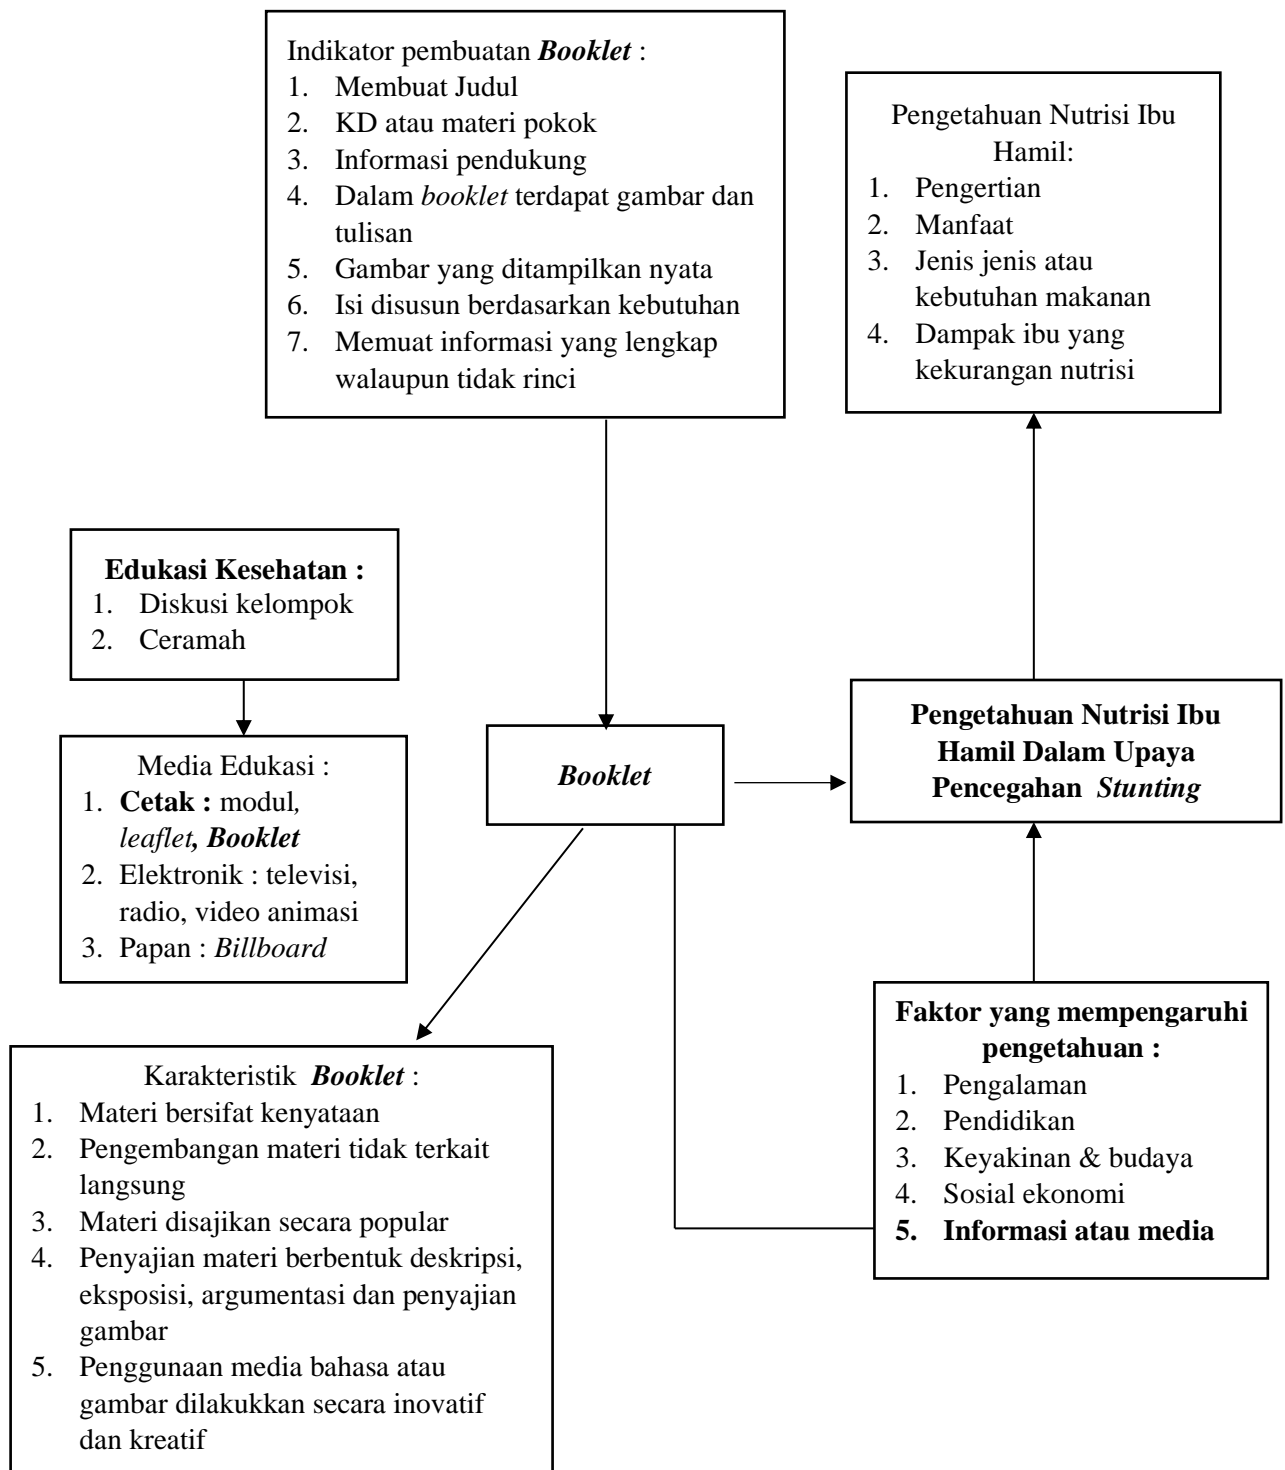 Indikator pembuatan Booklet :
1. Membuat Judul
2. KD atau materi pokok
3. Informasi pendukung
4. Dalam booklet terdapat gambar dan
tulisan
5. Gambar yang ditampilkan nyata
6. Isi disusun berdasarkan kebutuhan
7. Memuat informasi yang lengkap
walaupun tidak rinci
Pengetahuan Nutrisi Ibu
Hamil:
1. Pengertian
2. Manfaat
3. Jenis jenis atau
kebutuhan makanan
4. Dampak ibu yang
kekurangan nutrisi
Edukasi Kesehatan :
1. Diskusi kelompok
2. Ceramah
Media Edukasi :
1. Cetak : modul,
leaflet, Booklet
2. Elektronik : televisi,
radio, video animasi
3. Papan : Billboard
Booklet
Pengetahuan Nutrisi Ibu
Hamil Dalam Upaya
Pencegahan Stunting
Karakteristik Booklet :
1. Materi bersifat kenyataan
2. Pengembangan materi tidak terkait
langsung
3. Materi disajikan secara popular
4. Penyajian materi berbentuk deskripsi,
eksposisi, argumentasi dan penyajian
gambar
5. Penggunaan media bahasa atau
gambar dilakukkan secara inovatif
dan kreatif
Faktor yang mempengaruhi
pengetahuan :
1. Pengalaman
2. Pendidikan
3. Keyakinan & budaya
4. Sosial ekonomi
5. Informasi atau media